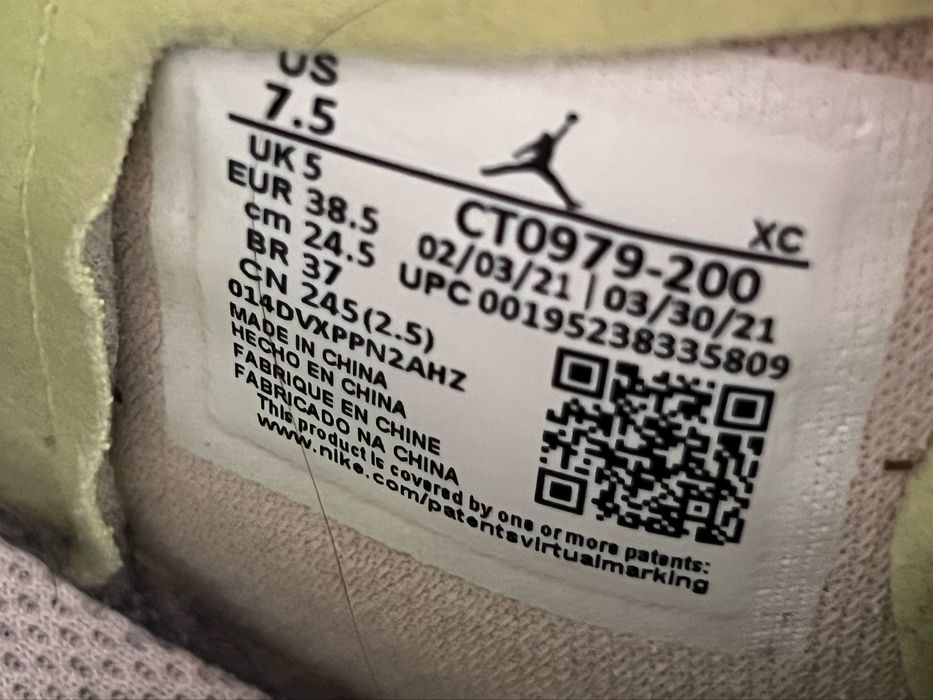 US
7.5
UK 5
EUR 38.5
cm 24.5
BR 37
CN 245(2.5)
014DVXPPN2AHZ
MADE IN CHINA
HECHO EN CHINA
FABRIQUE EN CHINE
FABRICADO NA CHINA
This product is covered by one or more patents:
www.nike.com/patentsvirtualmarking
XC
CT0979-200
02/03/21 | 03/30/21
UPC 00195238335809